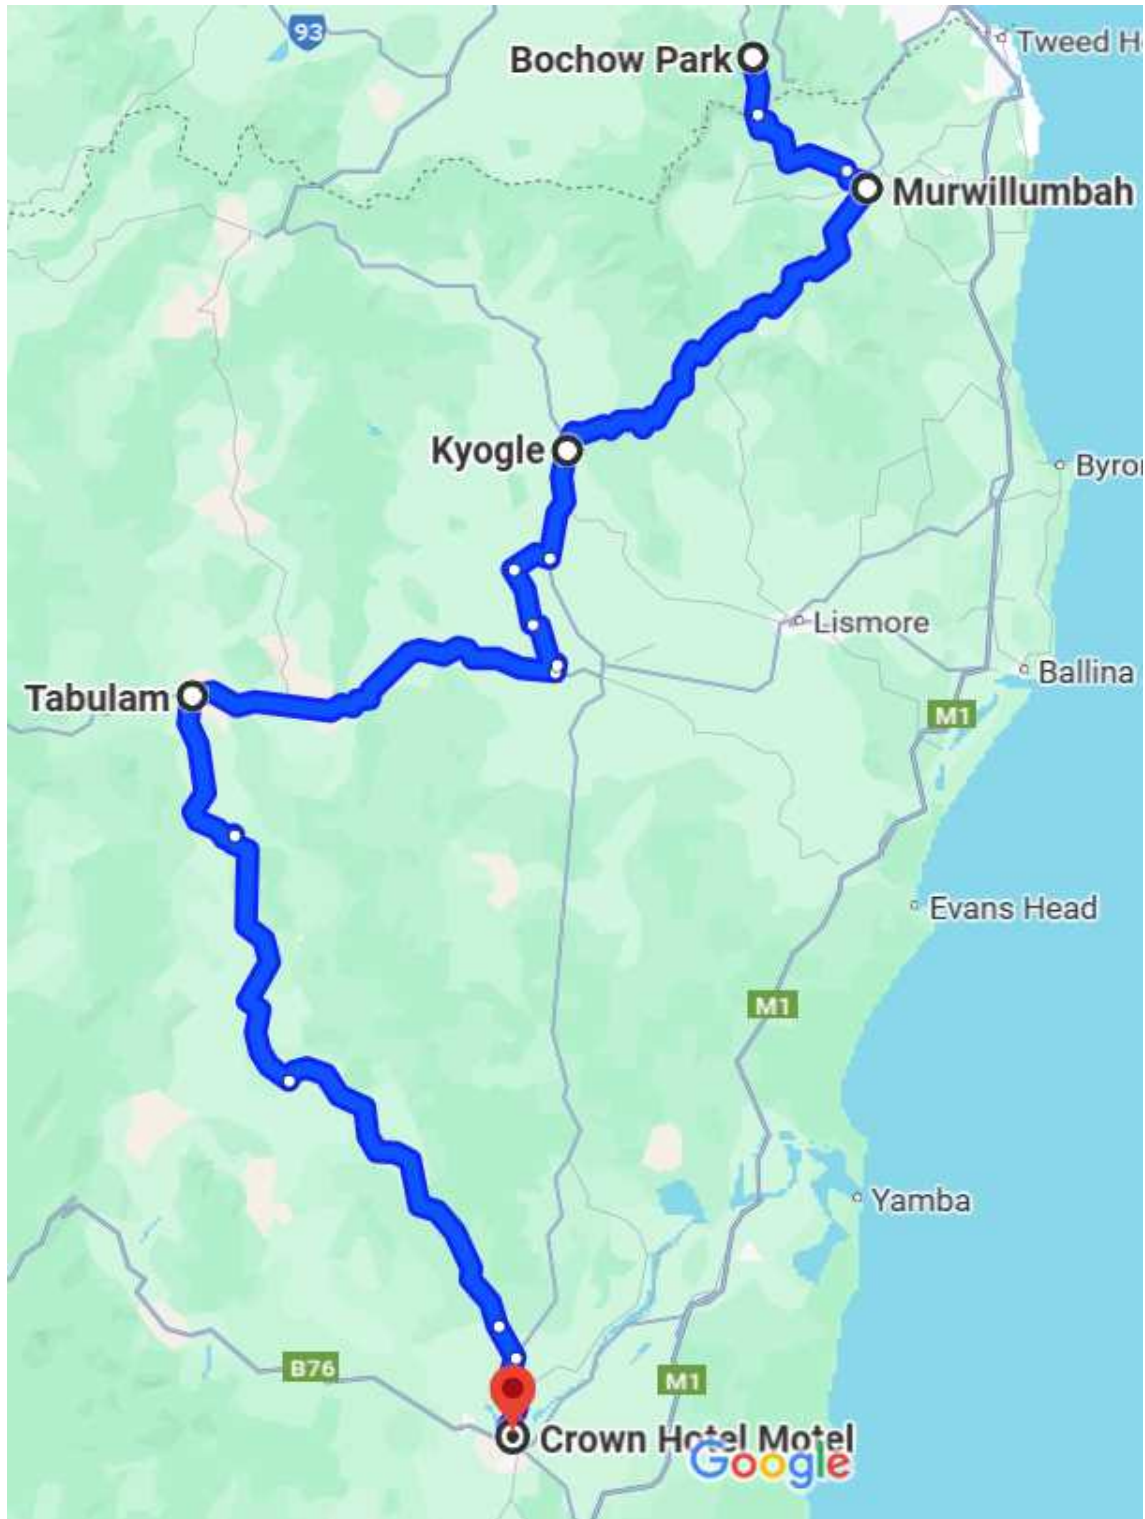 93
Bochow Park
Tweed H
Murwillumbah
Kyogle
Byron
Lismore
Tabulam
Ballina
M1
Evans Head
M1
Yamba
B76
M1
Crown Hotel Motel
Google